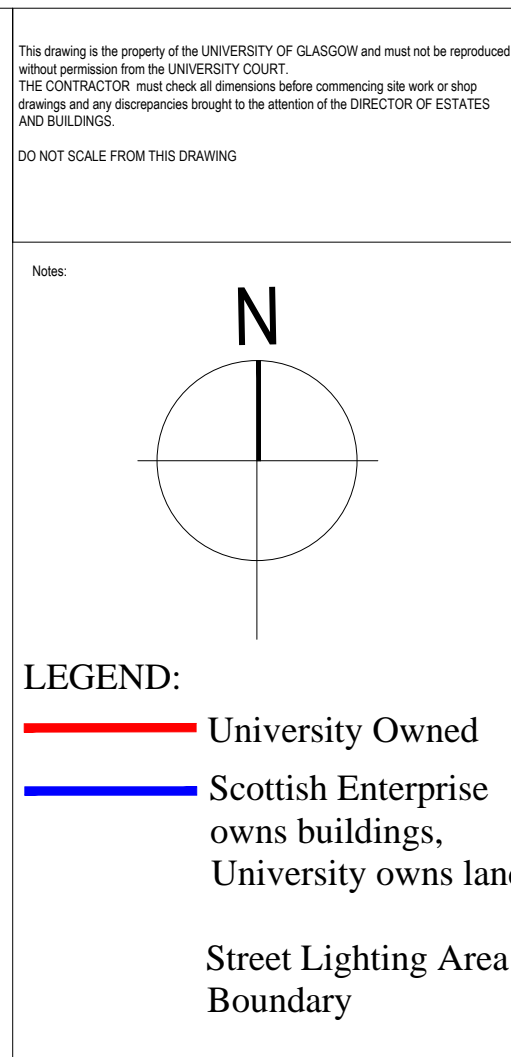 This drawing is the property of the UNIVERSITY OF GLASGOW and must not be reproduced
without permission from the UNIVERSITY COURT.
THE CONTRACTOR must check all dimensions before commencing site work or shop
drawings and any discrepancies brought to the attention of the DIRECTOR OF ESTATES
AND BUILDINGS.
DO NOT SCALE FROM THIS DRAWING
Notes:
N
LEGEND:
University Owned
Scottish Enterprise
owns buildings,
University owns land
Street Lighting Area
Boundary